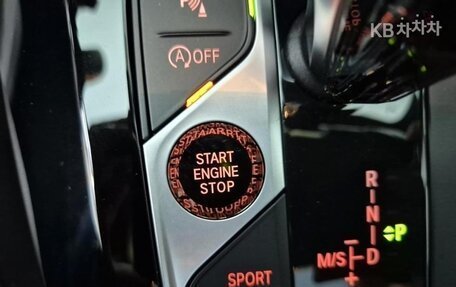 P
KB차차차
A OFF
START
ENGINE
STOP
R
N
D
P
M/S
+
SPORT